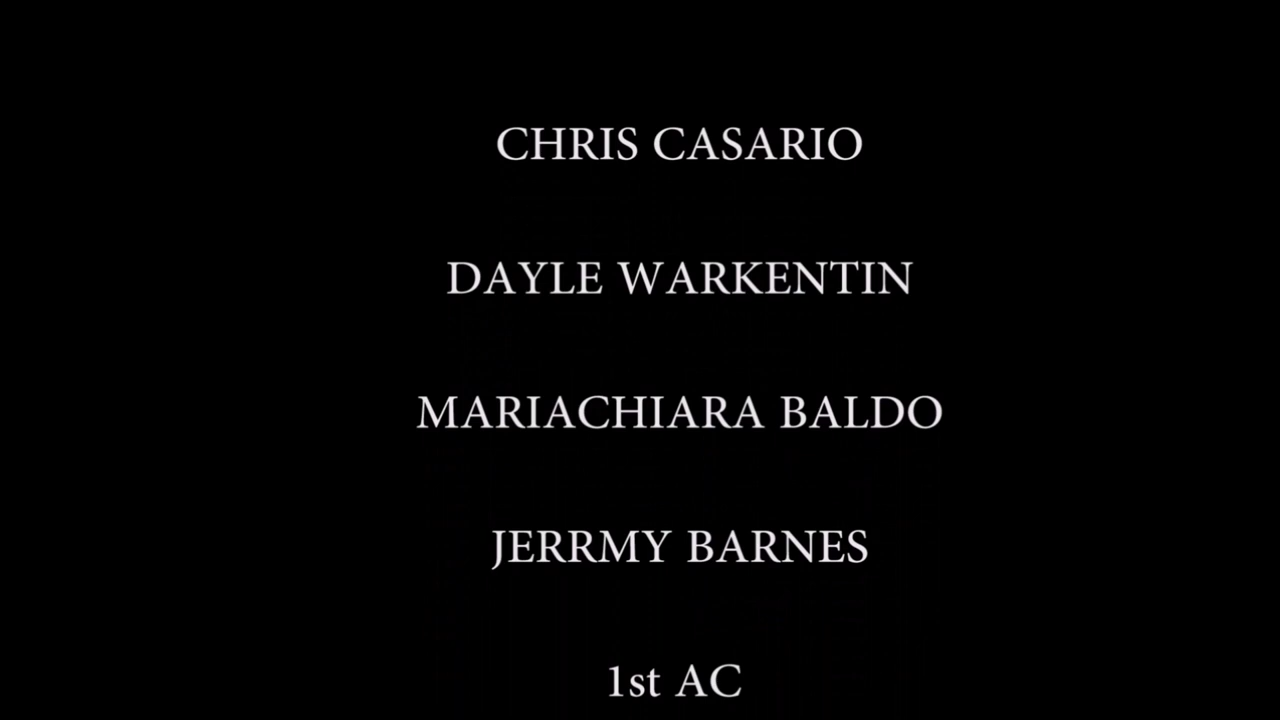 CHRIS CASARIO
DAYLE WARKENTIN
MARIACHIARA BALDO
JERRMY BARNES
1st AC